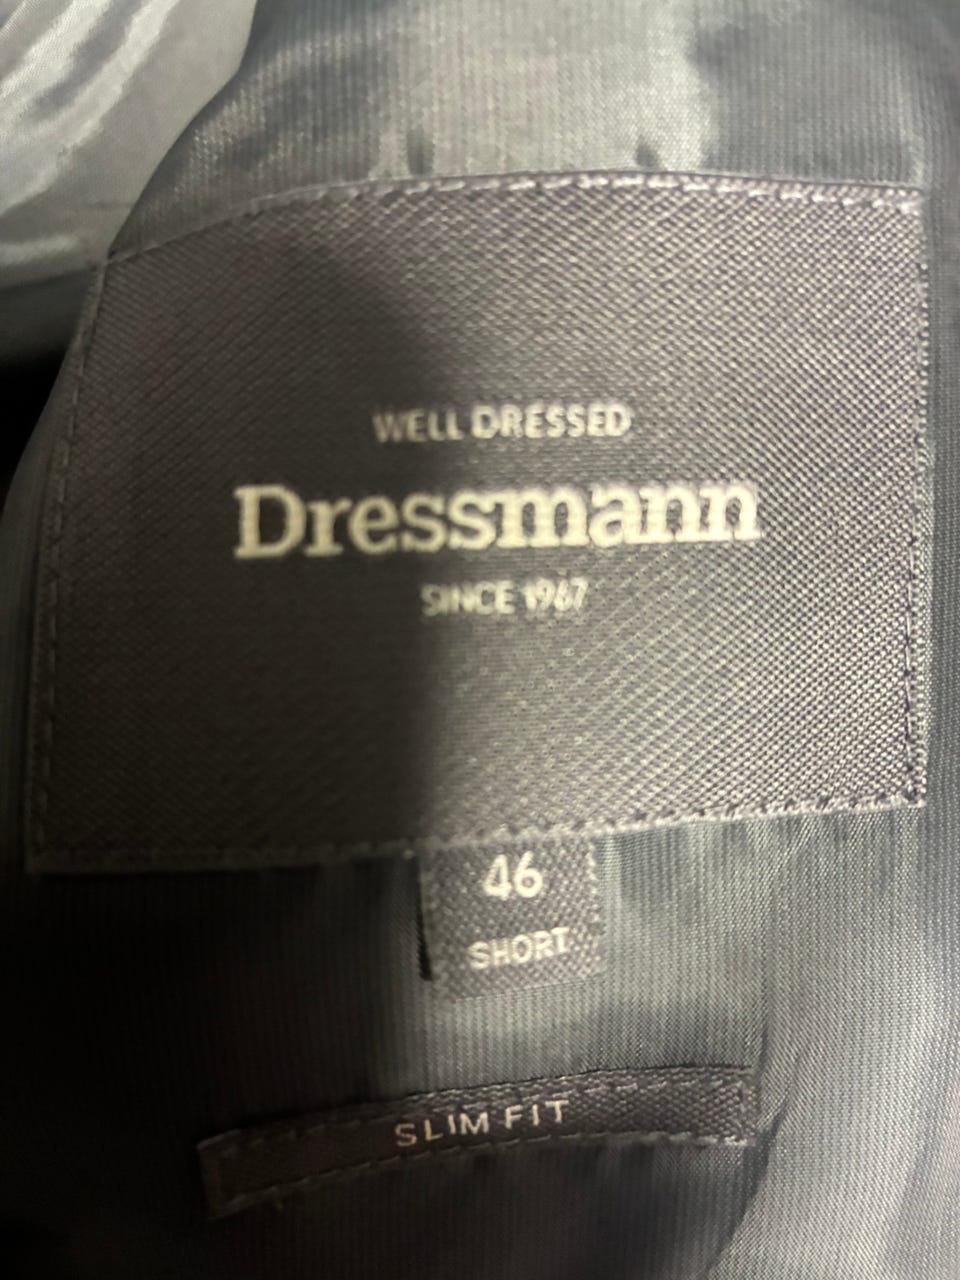 WELL DRESSED
Dressmann
SINCE 1967
46
SHORT
SLIM FIT